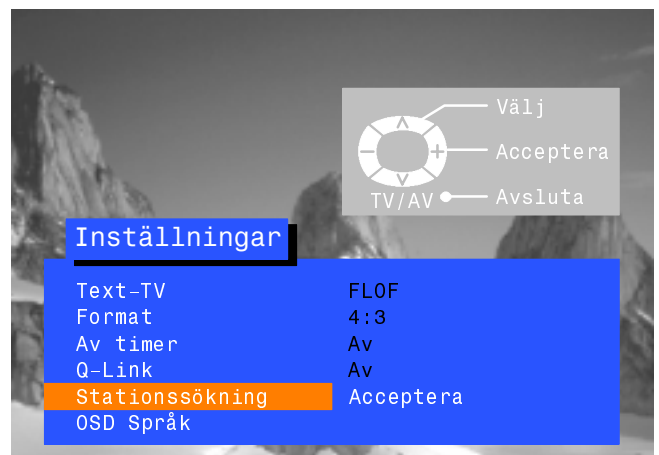 Välj
Acceptera
TV/AV Avsluta
Inställningar
Text-TV FLOF
Format 4:3
Av timer Av
Q-Link Av
Stationssökning Acceptera
OSD Språk